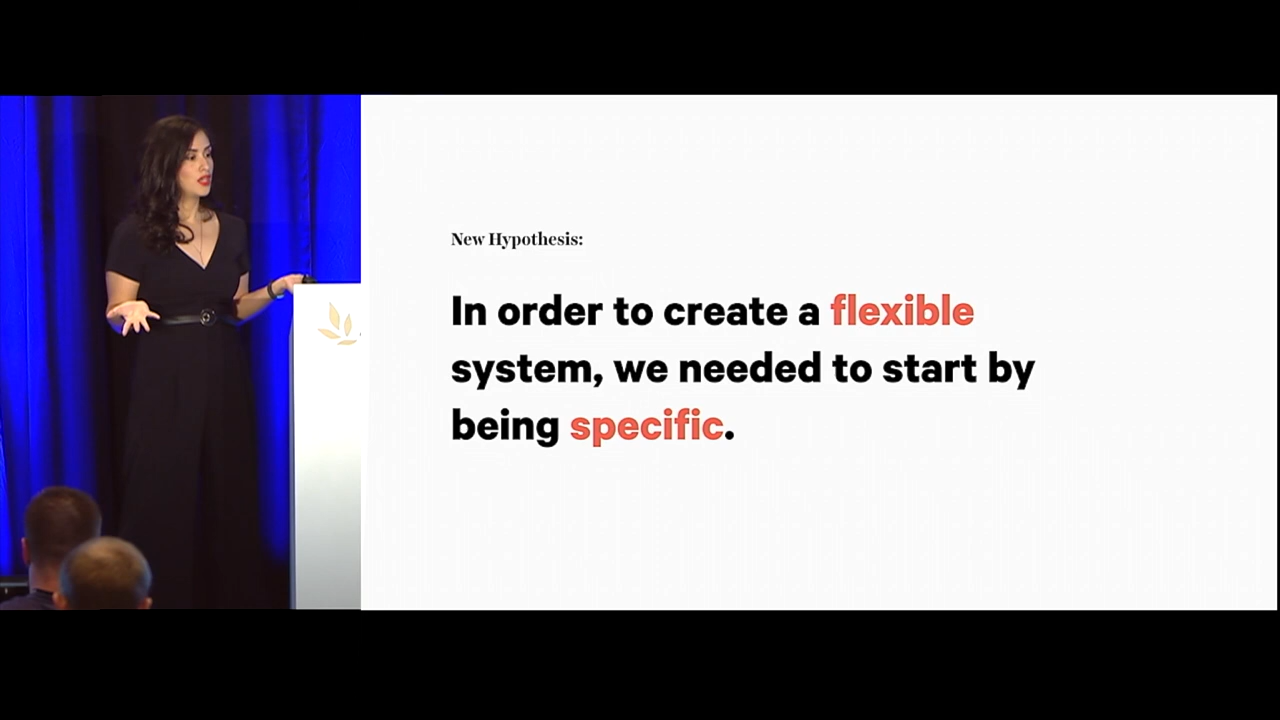 New Hypothesis:
In order to create a flexible
system, we needed to start by
being specific.